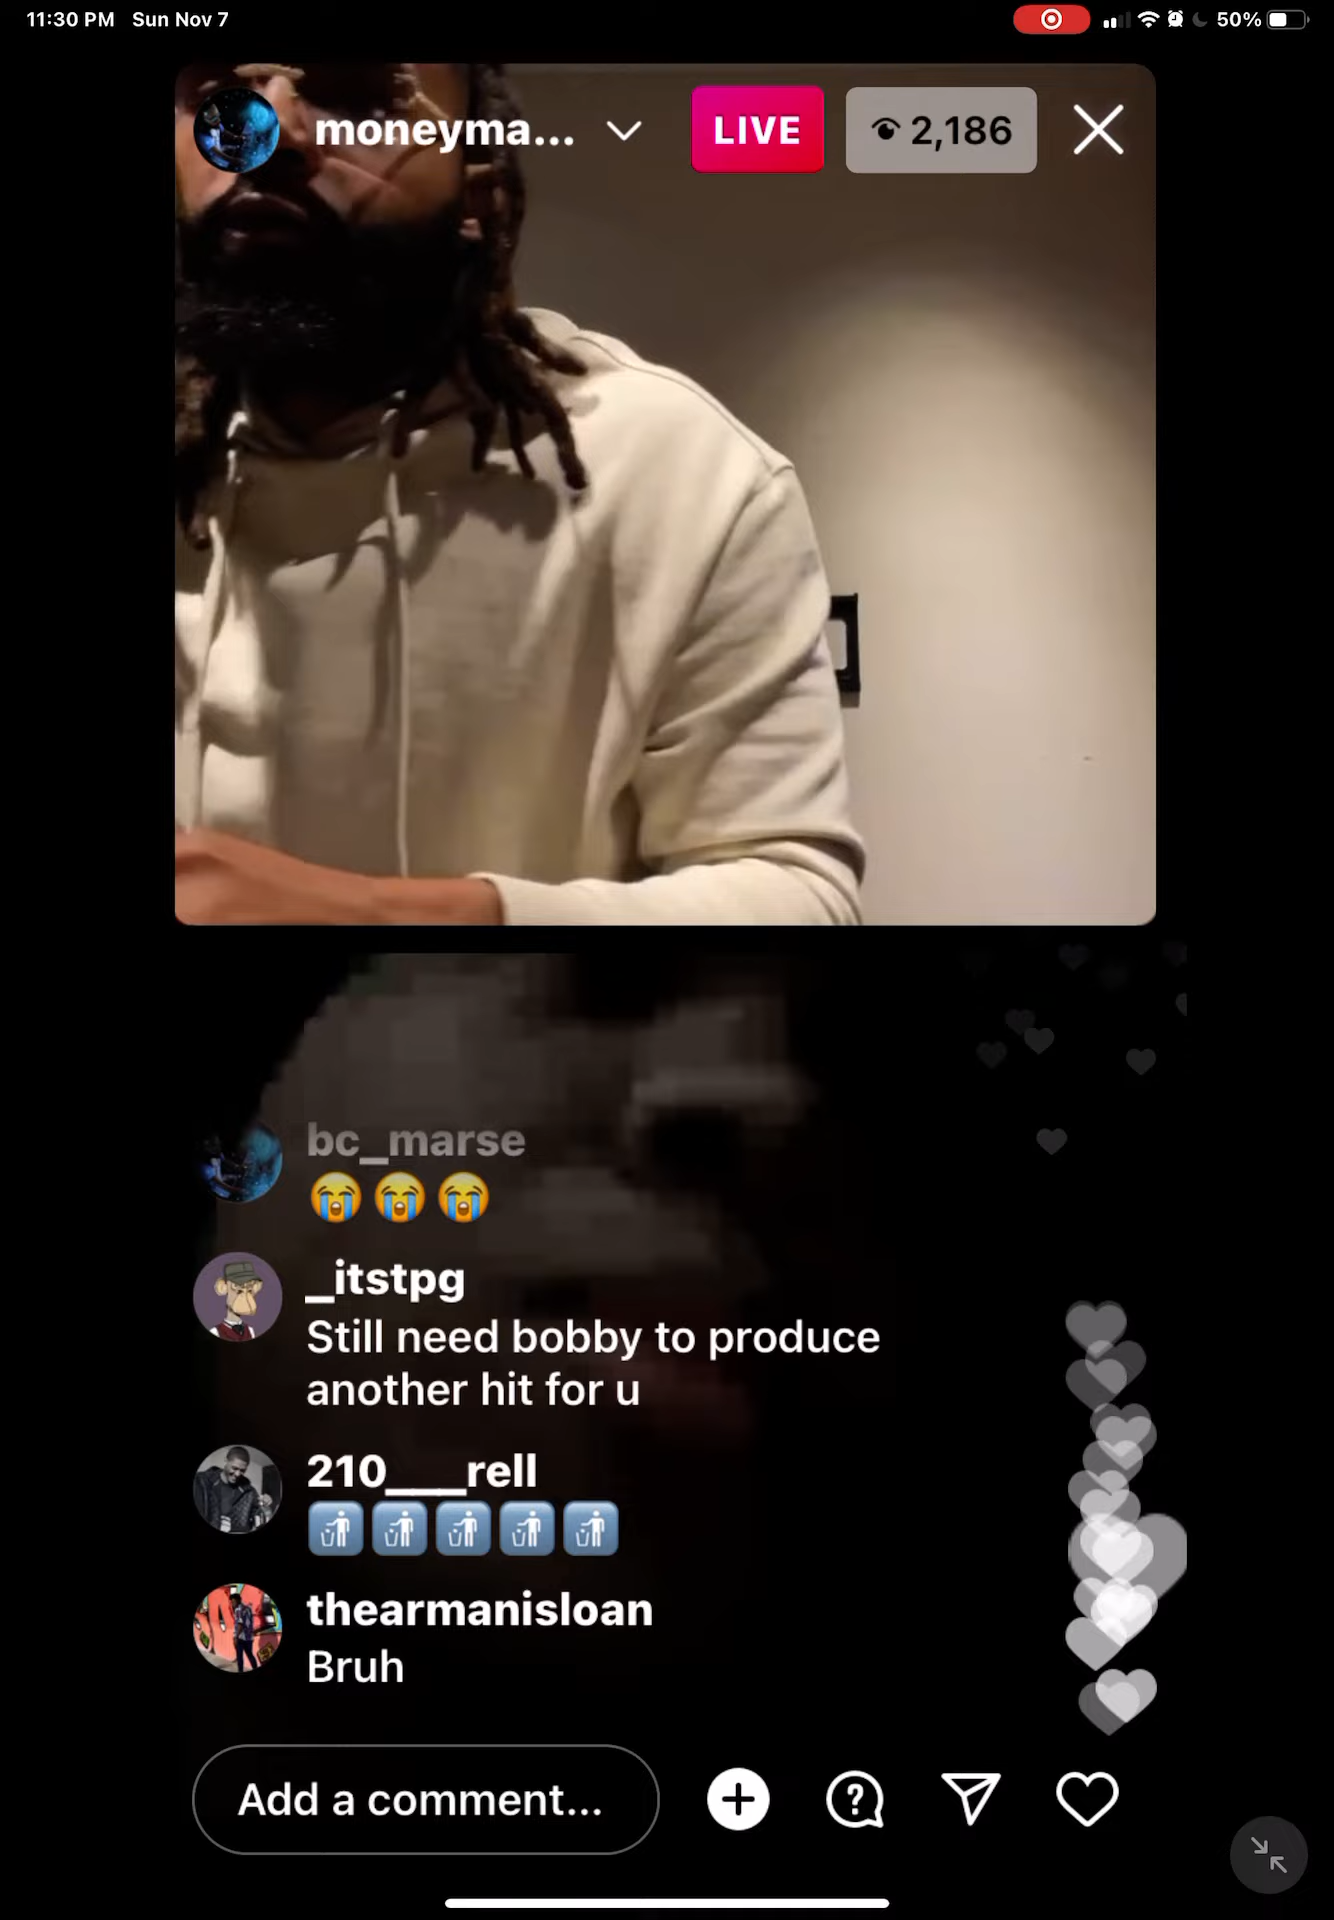 11:30 PM Sun Nov 7 50%
moneyma... LIVE 2,186
bc_marse
😭😭😭
_itstpg
Still need bobby to produce
another hit for u
210___rell
🚮🚮🚮🚮🚮
thearmanisloan
Bruh
Add a comment...